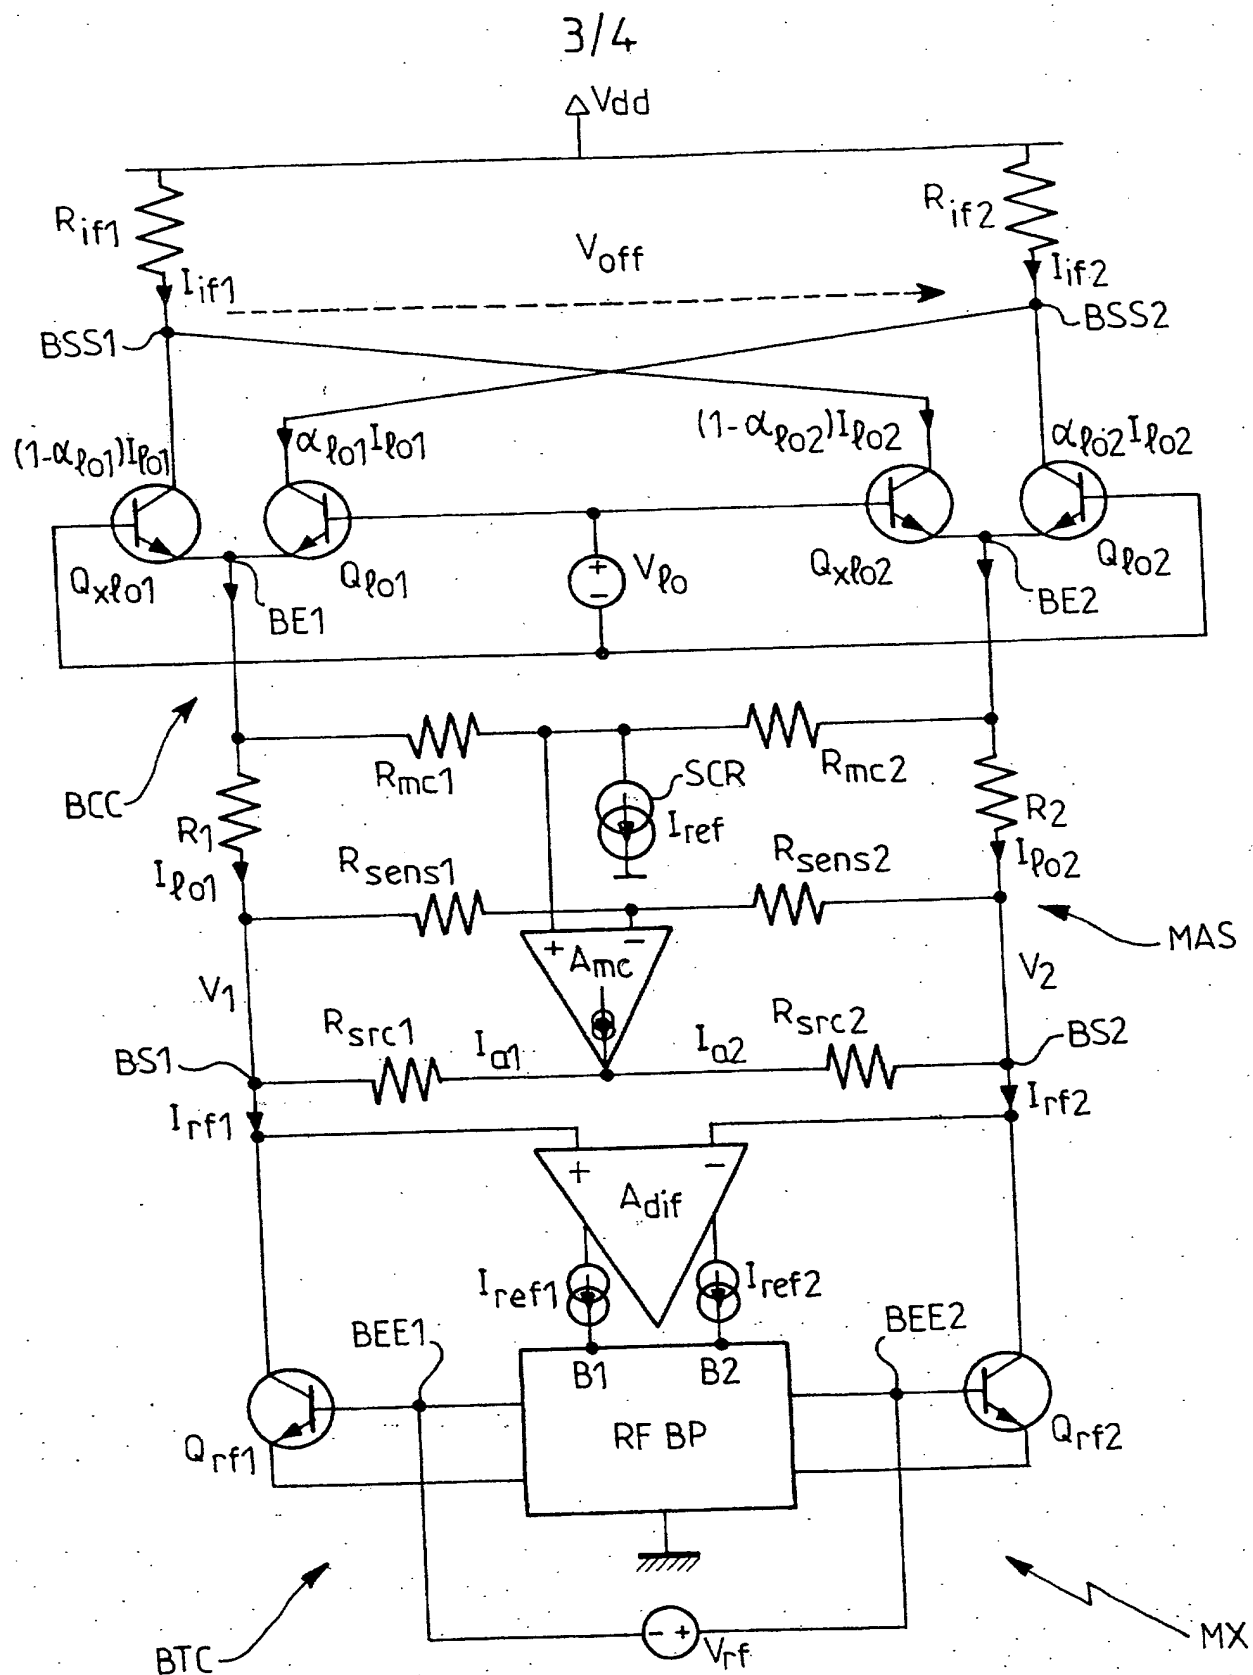 3/4
Vdd
Rif1
Rif2
Voff
Iif1
Iif2
BSS1
BSS2
(1-αℓo1)Iℓo1
αℓo1Iℓo1
(1-αℓo2)Iℓo2
αℓo2Iℓo2
Qxℓo1
Qℓo1
+
-
Vℓo
Qxℓo2
Qℓo2
BE1
BE2
BCC
Rmc1
SCR
Rmc2
R1
Iref
R2
Iℓo1
Rsens1
Rsens2
Iℓo2
MAS
+ -
Amc
V1
V2
Rsrc1
Ia1
Ia2
Rsrc2
BS1
BS2
Irf1
Irf2
+ -
Adif
Iref1
Iref2
BEE1
BEE2
B1
B2
RF BP
Qrf1
Qrf2
BTC
- +
Vrf
MX